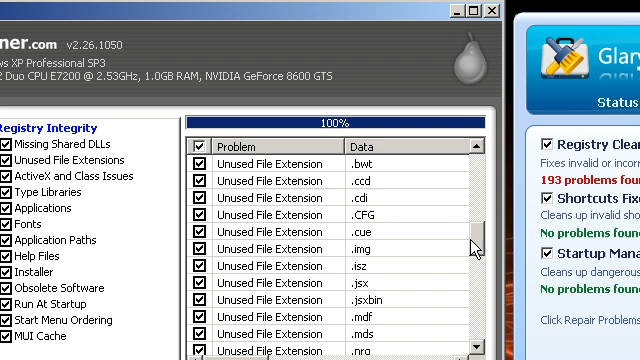 ner.com v2.26.1050
ws XP Professional SP3
2 Duo CPU E7200 @ 2.53GHz, 1.0GB RAM, NVIDIA GeForce 8600 GTS
Registry Integrity
Missing Shared DLLs
Unused File Extensions
ActiveX and Class Issues
Type Libraries
Applications
Fonts
Application Paths
Help Files
Installer
Obsolete Software
Run At Startup
Start Menu Ordering
MUI Cache
100%
Problem Data
Unused File Extension .bwt
Unused File Extension .ccd
Unused File Extension .cdi
Unused File Extension .CFG
Unused File Extension .cue
Unused File Extension .img
Unused File Extension .isz
Unused File Extension .jsx
Unused File Extension .jsxbin
Unused File Extension .mdf
Unused File Extension .mds
Unused File Extension .nrg
Glary
Status
Registry Clea
Fixes invalid or incorr
193 problems foun
Shortcuts Fix
Cleans up invalid sho
No problems foun
Startup Mana
Cleans up dangerous
No problems foun
Click Repair Problems